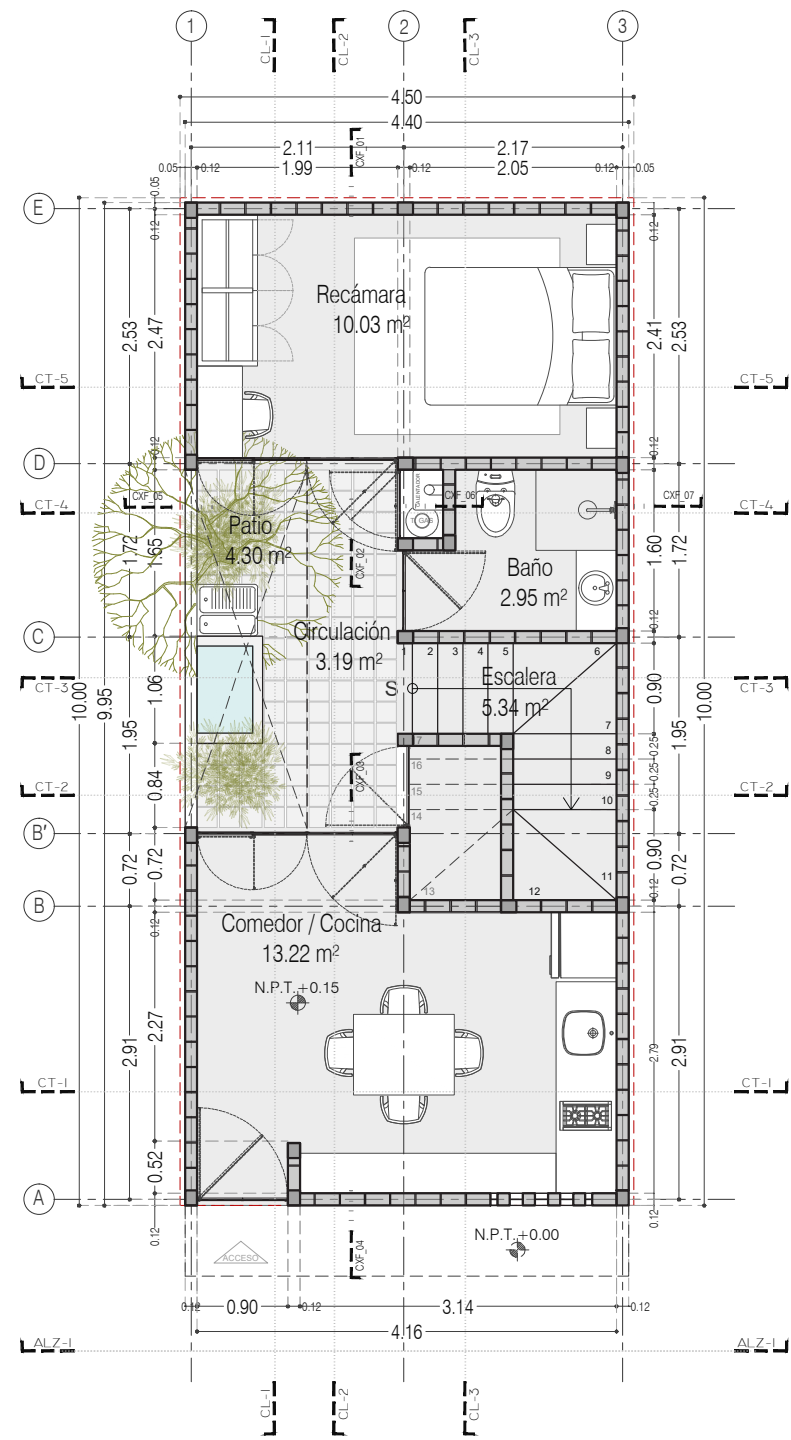 1 2 3
CL-1 CL-2 CL-3
4.50
4.40
2.11 2.17
0.05 0.12 1.99 0.12 2.05 0.12 0.05
CXF_01
E
0.05
0.12 0.12
Recámara
10.03 m²
2.53 2.47 2.41 2.53
CT-5 CT-5
0.12 0.12
D
CT-4 CXF_05 CXF_06 CXF_07 CT-4
CALENTADOR
T GAS
Patio
4.30 m²
1.72 1.65 CXF_02 1.60 1.72
Baño
2.95 m²
0.12
C
Circulación
3.19 m²
1 2 3 4 5 6
Escalera
5.34 m²
S
CT-3 CT-3
10.00 9.95 1.95 1.06 0.90 1.95 10.00
7
17
8
16
9
15
10
14
0.25
0.25
0.25
CXF_03
CT-2 CT-2
0.84
B'
0.72 0.72 0.90 0.72
11
13 12
0.12
B
0.12
Comedor / Cocina
13.22 m²
N.P.T.+0.15
2.91 2.27 2.79 2.91
CT-1 CT-1
0.52
A
0.12 0.12
N.P.T.+0.00
ACCESO
CXF_04
0.12 0.90 0.12 3.14 0.12
4.16
ALZ-1 ALZ-1
CL-1 CL-2 CL-3